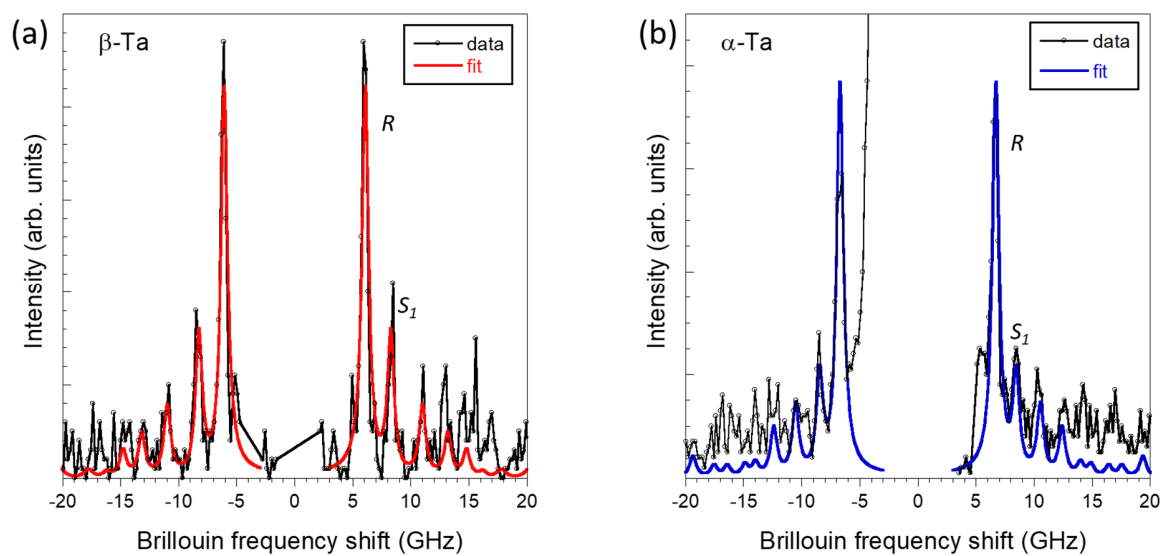 (a)
β-Ta
data
fit
R
S1
Intensity (arb. units)
-20 -15 -10 -5 0 5 10 15 20
Brillouin frequency shift (GHz)
(b)
α-Ta
data
fit
R
S1
Intensity (arb. units)
-20 -15 -10 -5 0 5 10 15 20
Brillouin frequency shift (GHz)